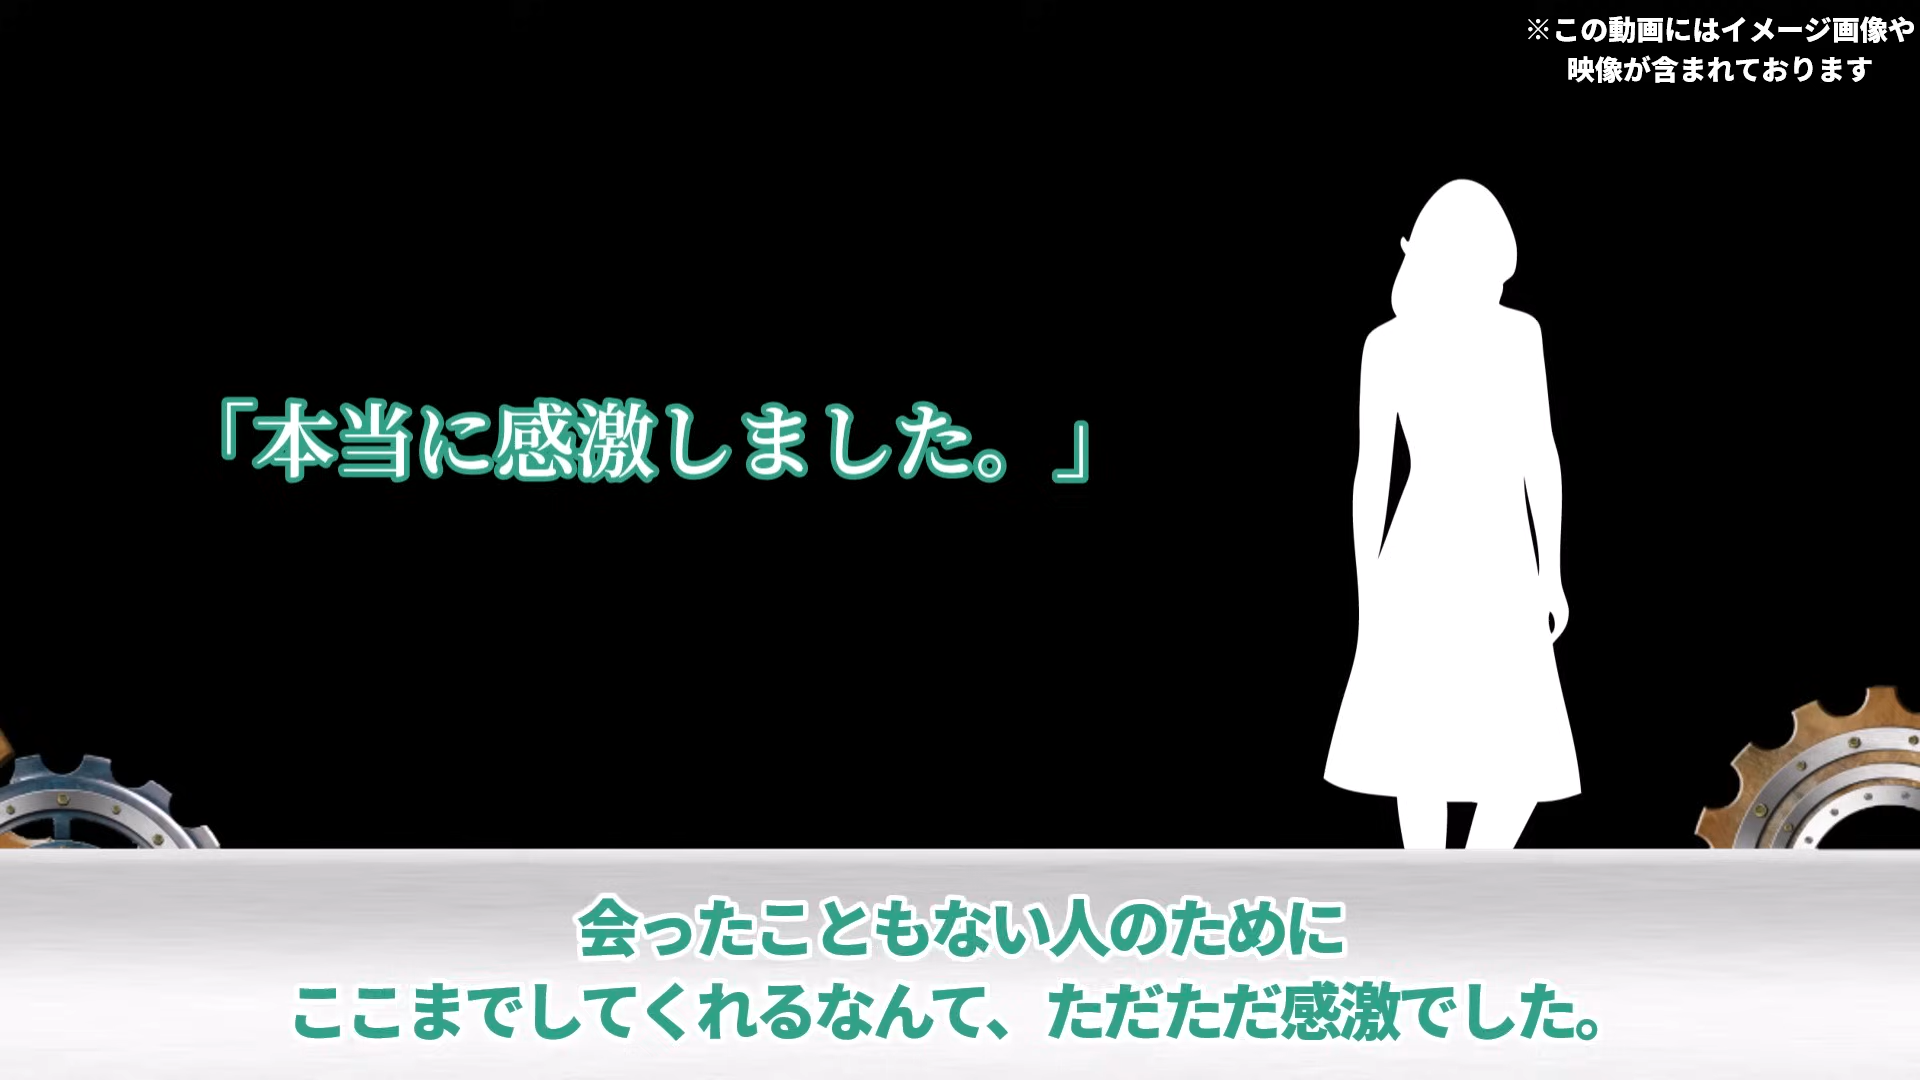 ※この動画にはイメージ画像や
映像が含まれております
「本当に感激しました。」
会ったこともない人のために
ここまでしてくれるなんて、ただただ感激でした。